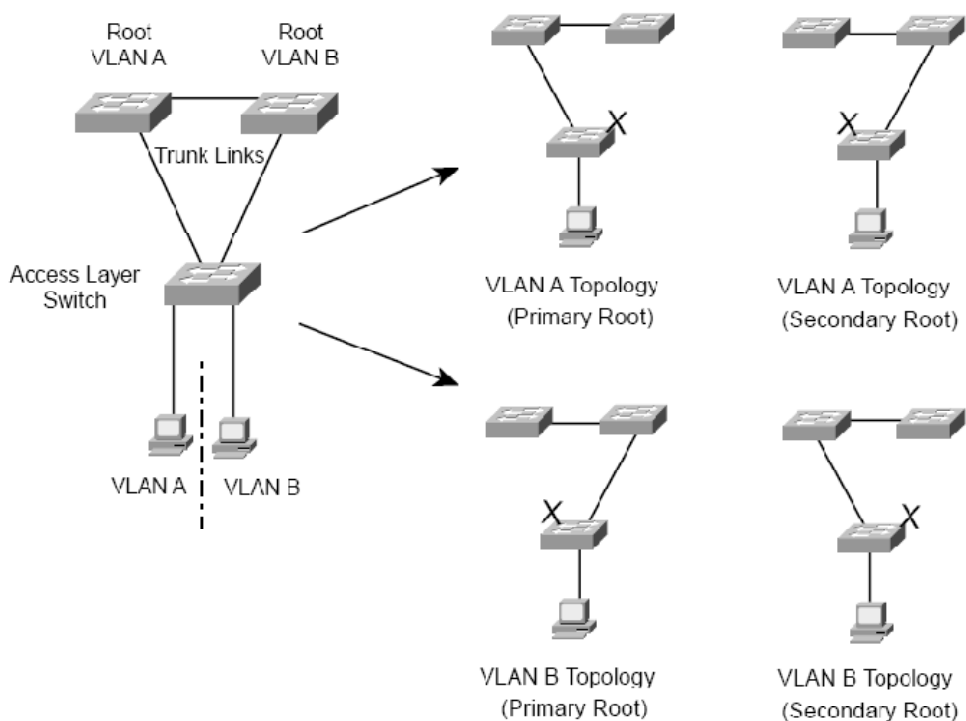 Root
VLAN A
Root
VLAN B
Trunk Links
Access Layer
Switch
VLAN A
VLAN B
X
VLAN A Topology
(Primary Root)
X
VLAN A Topology
(Secondary Root)
X
VLAN B Topology
(Primary Root)
X
VLAN B Topology
(Secondary Root)